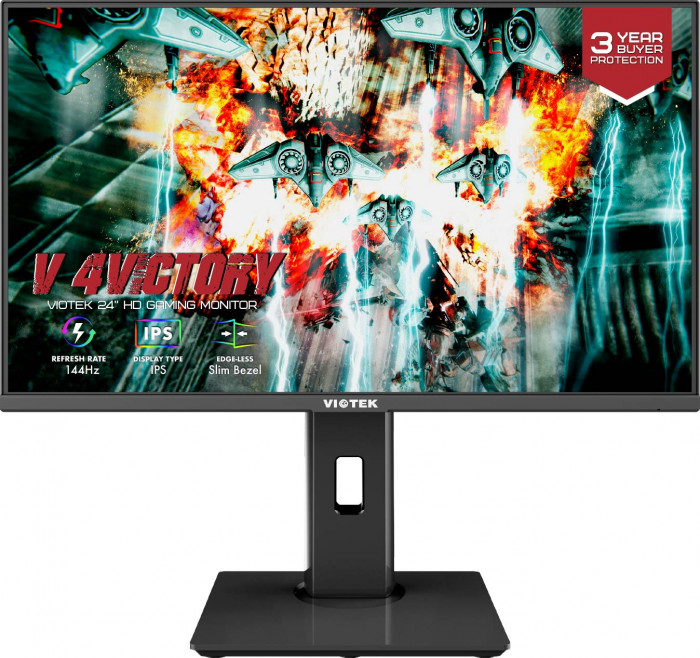 3 YEAR
BUYER
PROTECTION
V 4VICTORY
VIOTEK 24" HD GAMING MONITOR
IPS
REFRESH RATE
144Hz
DISPLAY TYPE
IPS
EDGE-LESS
Slim Bezel
VIOTEK